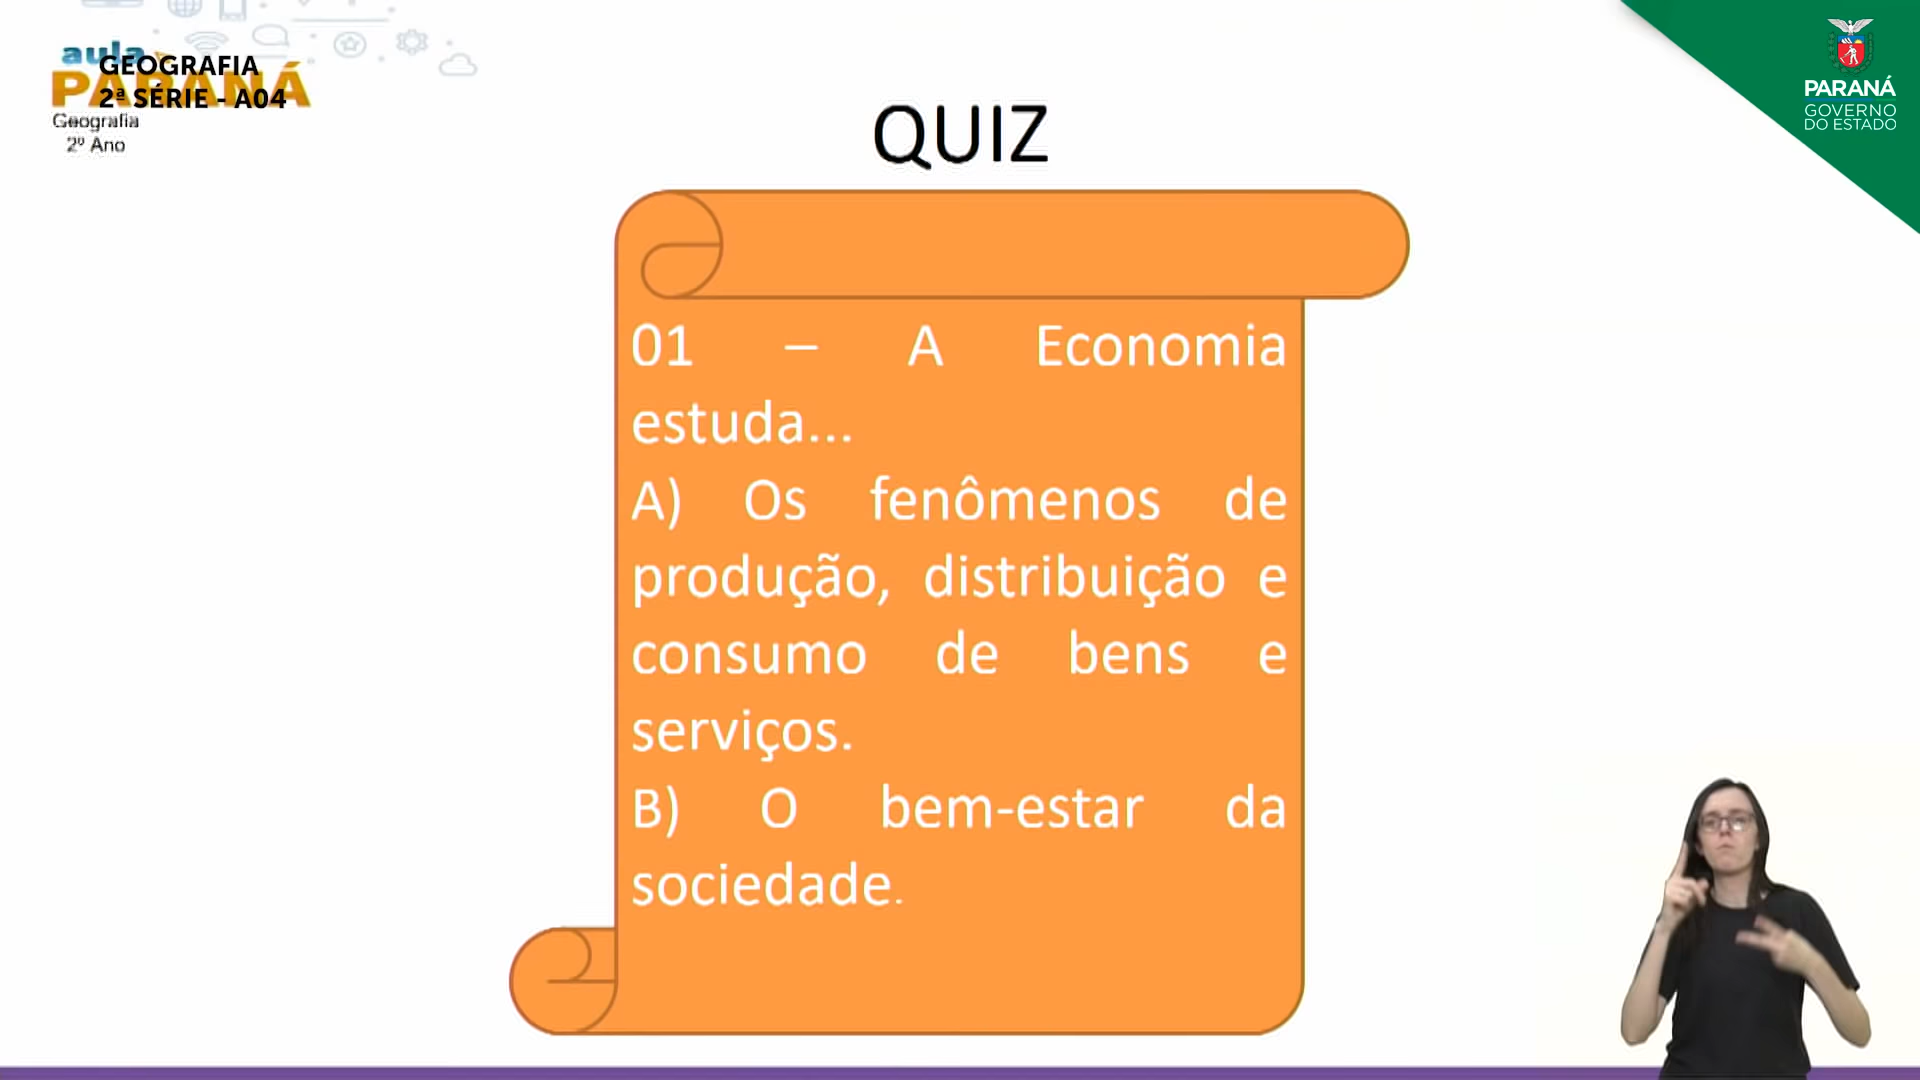 aula
PARANÁ
GEOGRAFIA
2ª SÉRIE - A04
Geografia
2º Ano
PARANÁ
GOVERNO
DO ESTADO
QUIZ
01 – A Economia
estuda...
A) Os fenômenos de
produção, distribuição e
consumo de bens e
serviços.
B) O bem-estar da
sociedade.